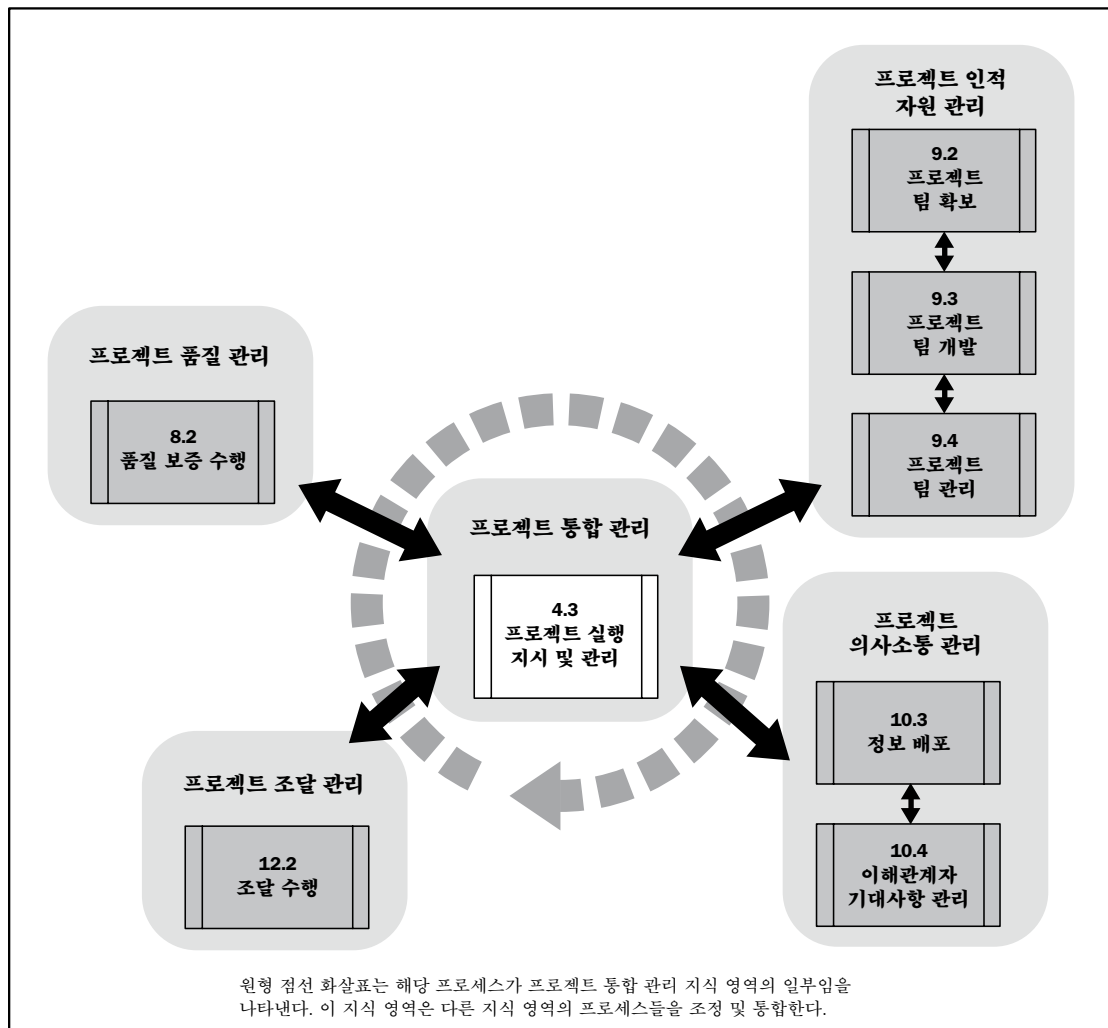 프로젝트 인적
자원 관리
9.2
프로젝트
팀 확보
9.3
프로젝트
팀 개발
9.4
프로젝트
팀 관리
프로젝트 품질 관리
8.2
품질 보증 수행
프로젝트 통합 관리
4.3
프로젝트 실행
지시 및 관리
프로젝트
의사소통 관리
10.3
정보 배포
10.4
이해관계자
기대사항 관리
프로젝트 조달 관리
12.2
조달 수행
원형 점선 화살표는 해당 프로세스가 프로젝트 통합 관리 지식 영역의 일부임을
나타낸다. 이 지식 영역은 다른 지식 영역의 프로세스들을 조정 및 통합한다.